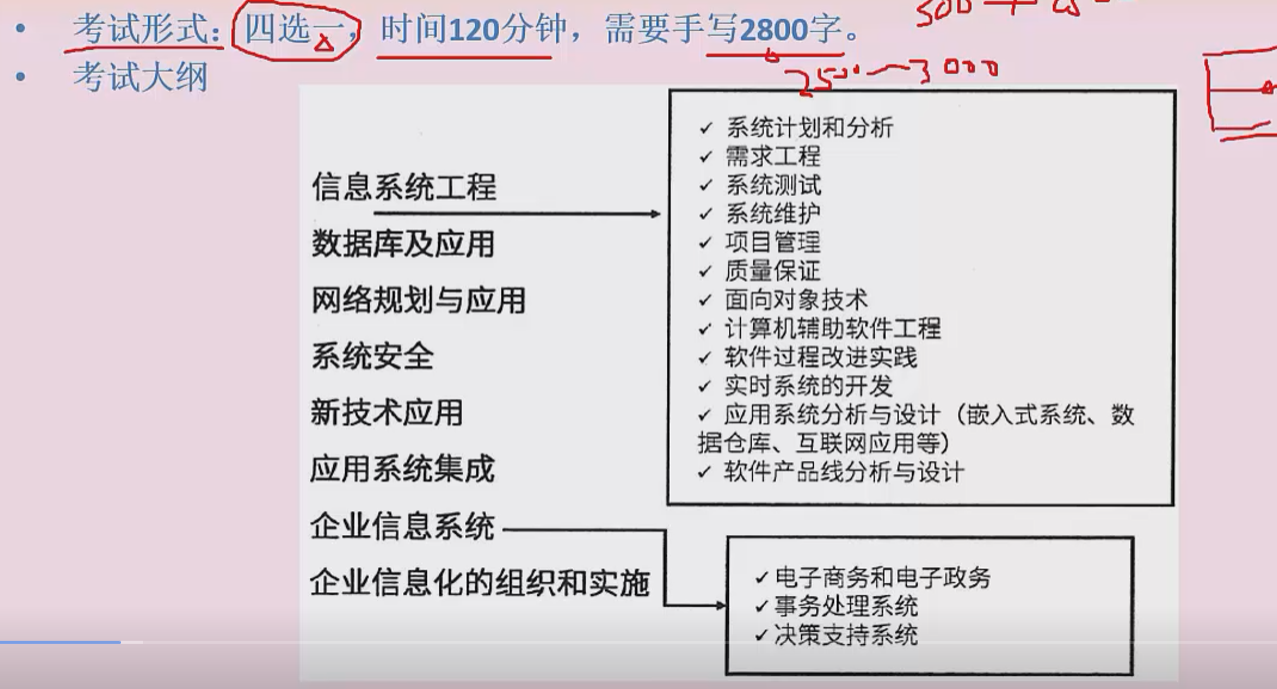 • 考试形式：四选一，时间120分钟，需要手写2800字。
2500—3000
• 考试大纲
信息系统工程
数据库及应用
网络规划与应用
系统安全
新技术应用
应用系统集成
企业信息系统
企业信息化的组织和实施
✓ 系统计划和分析
✓ 需求工程
✓ 系统测试
✓ 系统维护
✓ 项目管理
✓ 质量保证
✓ 面向对象技术
✓ 计算机辅助软件工程
✓ 软件过程改进实践
✓ 实时系统的开发
✓ 应用系统分析与设计（嵌入式系统、数
据仓库、互联网应用等）
✓ 软件产品线分析与设计
✓ 电子商务和电子政务
✓ 事务处理系统
✓ 决策支持系统